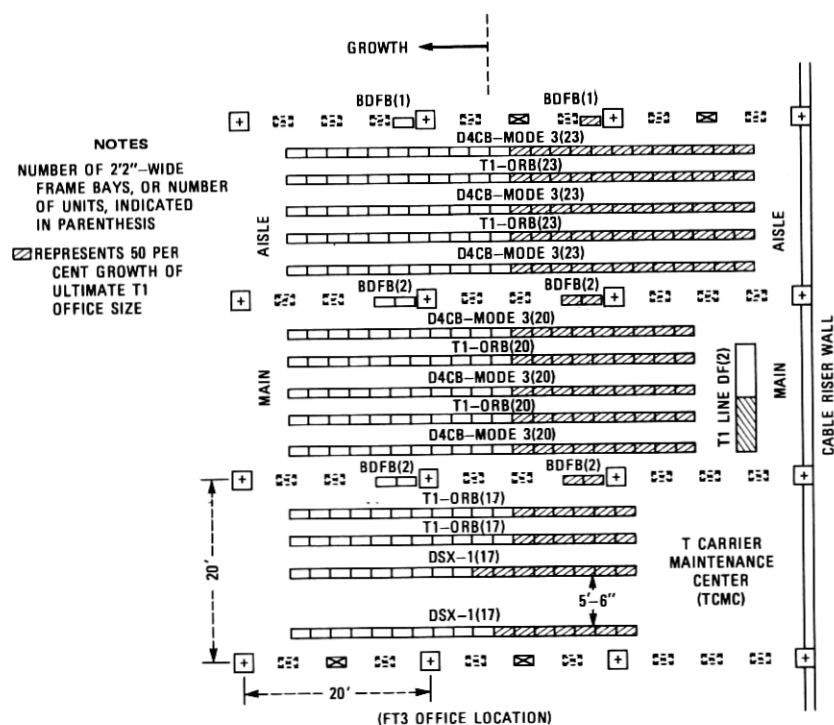 GROWTH
BDFB(1)
BDFB(1)
D4CB–MODE 3(23)
T1–ORB(23)
D4CB–MODE 3(23)
T1–ORB(23)
D4CB–MODE 3(23)
NOTES
NUMBER OF 2'2"–WIDE
FRAME BAYS, OR NUMBER
OF UNITS, INDICATED
IN PARENTHESIS
REPRESENTS 50 PER
CENT GROWTH OF
ULTIMATE T1
OFFICE SIZE
AISLE
AISLE
BDFB(2)
BDFB(2)
D4CB–MODE 3(20)
T1–ORB(20)
D4CB–MODE 3(20)
T1–ORB(20)
D4CB–MODE 3(20)
MAIN
T1 LINE DF(2)
MAIN
CABLE RISER WALL
BDFB(2)
BDFB(2)
T1–ORB(17)
T1–ORB(17)
DSX–1(17)
DSX–1(17)
5'–6"
T CARRIER
MAINTENANCE
CENTER
(TCMC)
20'
20'
(FT3 OFFICE LOCATION)